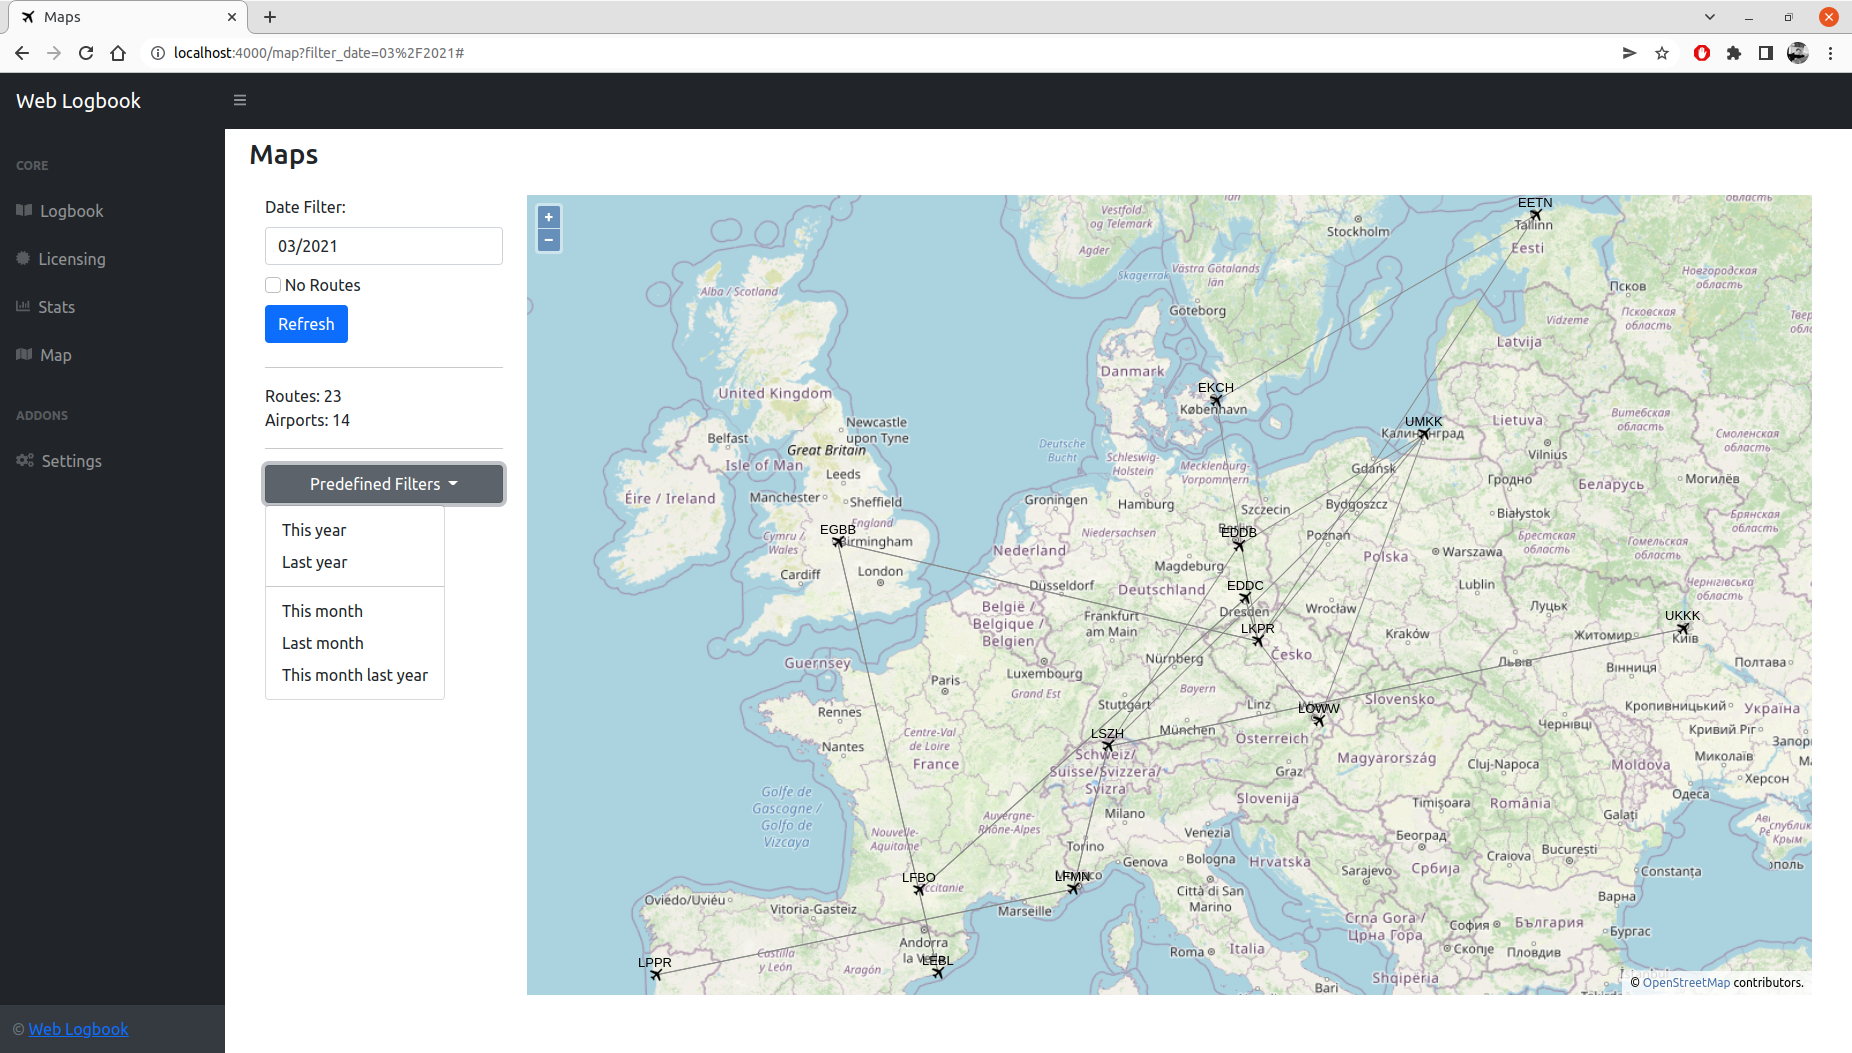 Maps
localhost:4000/map?filter_date=03%2F2021#
Web Logbook
CORE
Logbook
Licensing
Stats
Map
ADDONS
Settings
© Web Logbook
Maps
Date Filter:
03/2021
No Routes
Refresh
Routes: 23
Airports: 14
Predefined Filters
This year
Last year
This month
Last month
This month last year
+
−
EETN
Tallinn
Eesti
Vestfold-
og Telemark
Agder
Stockholm
Skagerrak
Västra Götalands
län
Новгородская
область
Псков
Псковская
область
Alba / Scotland
Göteborg
Vidzeme
Latvija
Danmark
United Kingdom
EKCH
København
UMKK
Калининград
Lietuva
Витебская
область
Смоленская
область
Newcastle
upon Tyne
Belfast
Great Britain
Isle of Man
Leeds
Deutsche
Bucht
Schleswig-
Holstein
Mecklenburg-
Vorpommern
Gdańsk
Vilnius
Éire / Ireland
Manchester
Sheffield
Groningen
Hamburg
Szczecin
Bydgoszcz
Гродно
Беларусь
Могилёв
EGBB
England
Birmingham
Cymru /
Wales
Niedersachsen
Berlin
EDDB
Poznań
Białystok
Брянская
область
Nederland
Polska
Warszawa
Брестская
область
Гомельская
область
Cardiff
London
Düsseldorf
Magdeburg
Deutschland
EDDC
Dresden
Wrocław
Lublin
Луцьк
Чернігівська
область
België /
Belgique /
Belgien
Frankfurt
am Main
LKPR
Česko
Kraków
Житомир
UKKK
Київ
Guernsey
Nürnberg
Львів
Вінниця
Полтава
Luxembourg
Paris
Grand Est
Bayern
Stuttgart
Linz
LOWW
Slovensko
Rennes
Кропивницький
Україна
Nantes
Centre-Val
de Loire
France
LSZH
München
Österreich
Чернівці
Кривий Ріг
Schweiz/
Suisse/Svizzera/
Svizra
Graz
Magyarország
Cluj-Napoca
Moldova
Миколаїв
Херсон
Golfe de
Gascogne /
Golfo de
Vizcaya
Slovenija
Timișoara
România
Одеса
Auvergne-
Rhône-Alpes
Nouvelle-
Aquitaine
Milano
Torino
Venezia
Београд
Galați
Genova
Bologna
Hrvatska
Craiova
București
Србија
LFBO
Occitanie
LFMN
Monaco
Sarajevo
Constanța
Oviedo/Uviéu
Vitoria-Gasteiz
Marseille
Città di San
Marino
Варна
Crna Gora /
Црна Гора
София
България
Бургас
Andorra
la Vella
LEBL
Roma
Italia
Скопје
Пловдив
LPPR
Castilla
y León
Aragón
Shqipëria
Bari
© OpenStreetMap contributors.